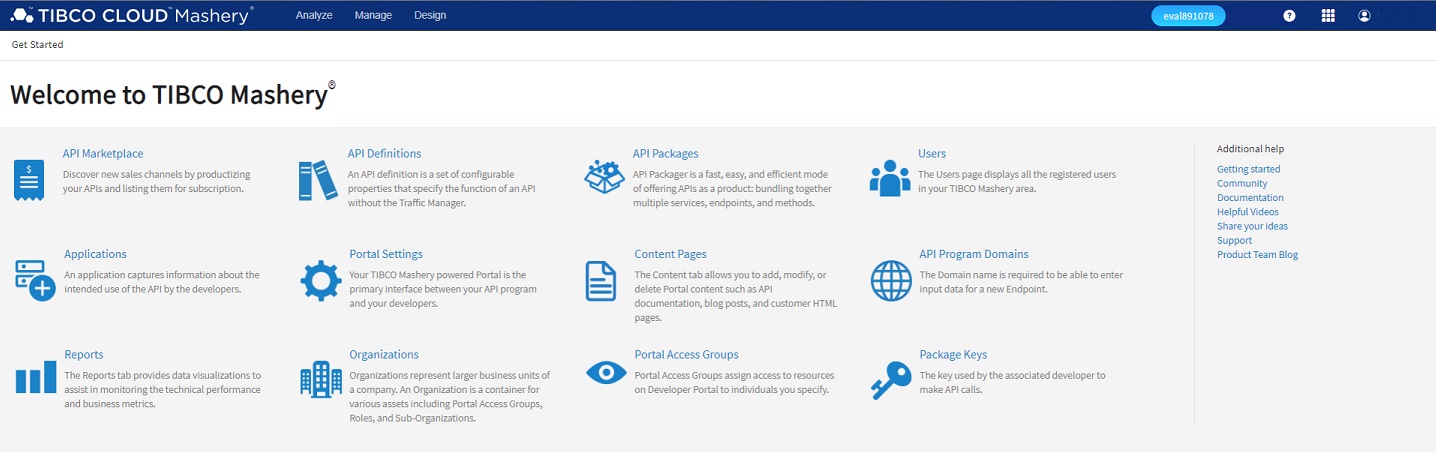 TIBCO CLOUD™ Mashery®
Analyze Manage Design
eval891078
?
Get Started
Welcome to TIBCO Mashery®
API Marketplace
Discover new sales channels by productizing
your APIs and listing them for subscription.
API Definitions
An API definition is a set of configurable
properties that specify the function of an API
without the Traffic Manager.
API Packages
API Packager is a fast, easy, and efficient mode
of offering APIs as a product: bundling together
multiple services, endpoints, and methods.
Users
The Users page displays all the registered users
in your TIBCO Mashery area.
Applications
An application captures information about the
intended use of the API by the developers.
Portal Settings
Your TIBCO Mashery powered Portal is the
primary interface between your API program
and your developers.
Content Pages
The Content tab allows you to add, modify, or
delete Portal content such as API
documentation, blog posts, and customer HTML
pages.
API Program Domains
The Domain name is required to be able to enter
input data for a new Endpoint.
Reports
The Reports tab provides data visualizations to
assist in monitoring the technical performance
and business metrics.
Organizations
Organizations represent larger business units of
a company. An Organization is a container for
various assets including Portal Access Groups,
Roles, and Sub-Organizations.
Portal Access Groups
Portal Access Groups assign access to resources
on Developer Portal to individuals you specify.
Package Keys
The key used by the associated developer to
make API calls.
Additional help
Getting started
Community
Documentation
Helpful Videos
Share your ideas
Support
Product Team Blog